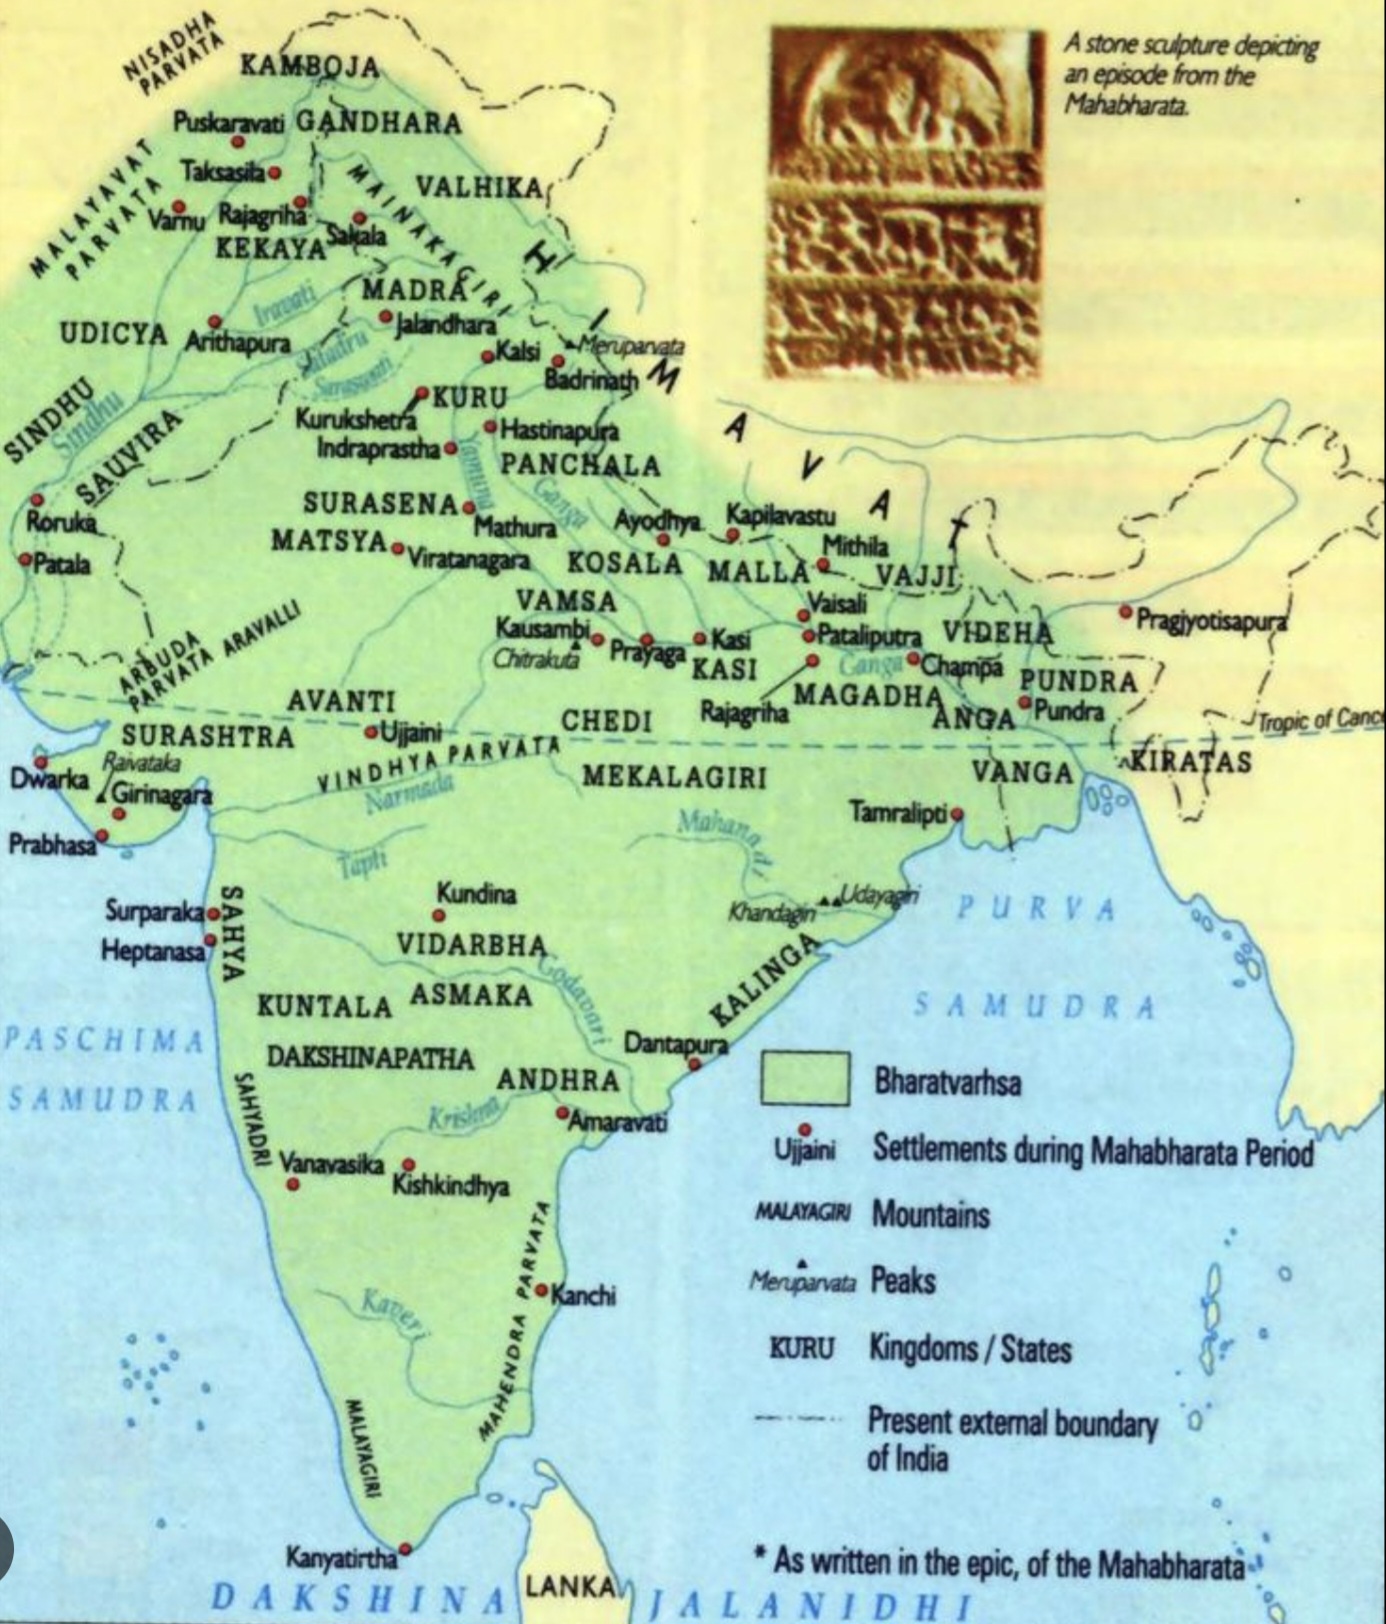 NISADHA
PARVATA
KAMBOJA
A stone sculpture depicting
an episode from the
Mahabharata.
Puskaravati
GANDHARA
Taksasila
MALAYAVAT
PARVATA
MAINAKAGIRI
VALHIKA
Varnu
Rajagriha
Sakala
KEKAYA
HIMAVAT
MADRA
Iravati
Jalandhara
UDICYA
Arithapura
Satadru
Saraswati
Kalsi
Meruparvata
Badrinath
SINDHU
Sindhu
SAUVIRA
KURU
Kurukshetra
Hastinapura
Indraprastha
Yamuna
PANCHALA
Ganga
SURASENA
Mathura
Roruka
MATSYA
Viratanagara
Ayodhya
Kapilavastu
Mithila
Patala
KOSALA
MALLA
VAJJI
VAMSA
Vaisali
Kausambi
Prayaga
Kasi
Pataliputra
VIDEHA
Pragjyotisapura
Chitrakuta
KASI
Ganga
Champa
ARBUDA
PARVATA
ARAVALLI
Rajagriha
MAGADHA
PUNDRA
AVANTI
ANGA
Pundra
Tropic of Cance
CHEDI
SURASHTRA
Ujjaini
VINDHYA PARVATA
KIRATAS
Raivataka
Dwarka
Girinagara
Narmada
MEKALAGIRI
VANGA
Tamralipti
Prabhasa
Mahanadi
Tapti
Kundina
Udayagiri
Khandagiri
PURVA
SAMUDRA
Surparaka
SAHYA
Heptanasa
VIDARBHA
Godavari
KALINGA
KUNTALA
ASMAKA
PASCHIMA
SAMUDRA
DAKSHINAPATHA
Dantapura
ANDHRA
SAHYADRI
Krishna
Amaravati
Vanavasika
Kishkindhya
MAHENDRA PARVATA
Kanchi
Kaveri
MALAYAGIRI
Kanyatirtha
DAKSHINA
LANKA
JALANIDHI
Bharatvarhsa
Ujjaini
Settlements during Mahabharata Period
MALAYAGIRI
Mountains
Meruparvata
Peaks
KURU
Kingdoms / States
Present external boundary
of India
* As written in the epic, of the Mahabharata